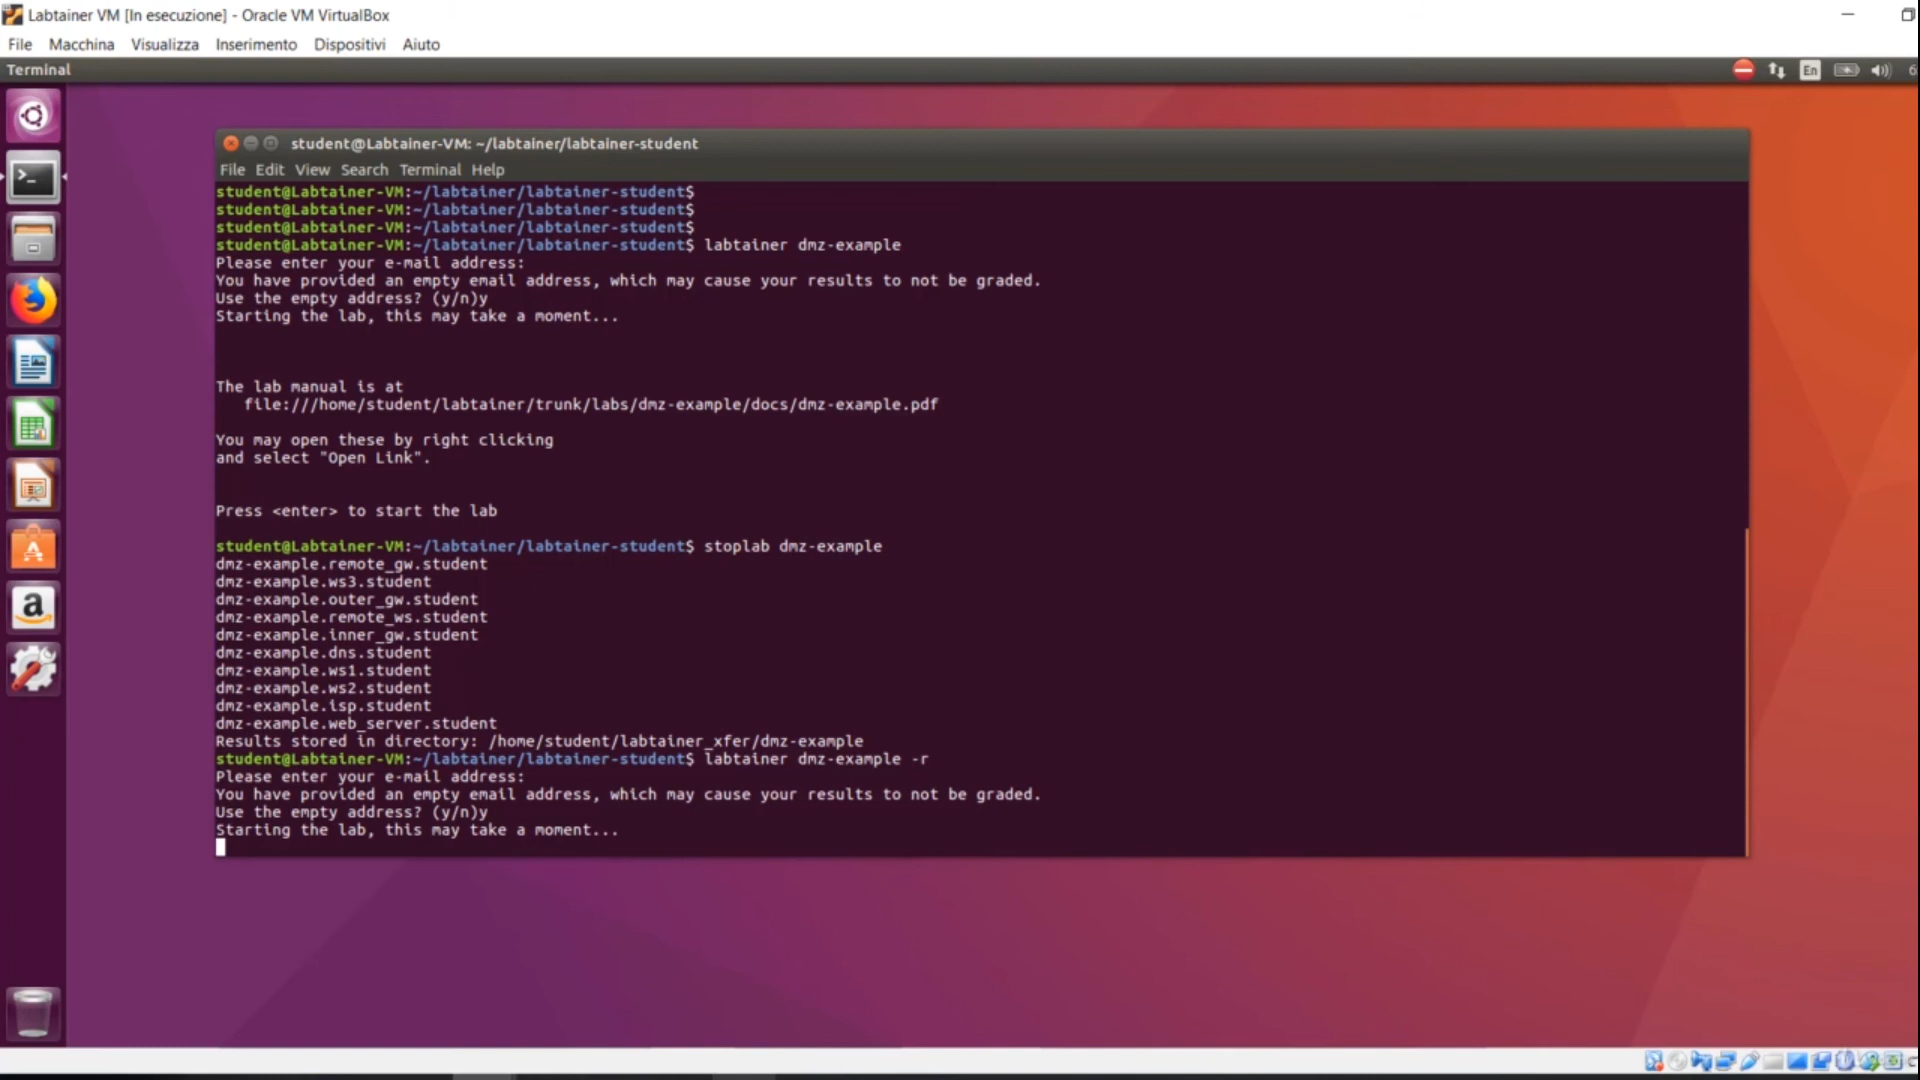 Labtainer VM [In esecuzione] - Oracle VM VirtualBox
File Macchina Visualizza Inserimento Dispositivi Aiuto
Terminal
En
student@Labtainer-VM: ~/labtainer/labtainer-student
File Edit View Search Terminal Help
student@Labtainer-VM:~/labtainer/labtainer-student$
student@Labtainer-VM:~/labtainer/labtainer-student$
student@Labtainer-VM:~/labtainer/labtainer-student$
student@Labtainer-VM:~/labtainer/labtainer-student$ labtainer dmz-example
Please enter your e-mail address:
You have provided an empty email address, which may cause your results to not be graded.
Use the empty address? (y/n)y
Starting the lab, this may take a moment...
The lab manual is at
file:///home/student/labtainer/trunk/labs/dmz-example/docs/dmz-example.pdf
You may open these by right clicking
and select "Open Link".
Press <enter> to start the lab
student@Labtainer-VM:~/labtainer/labtainer-student$ stoplab dmz-example
dmz-example.remote_gw.student
dmz-example.ws3.student
dmz-example.outer_gw.student
dmz-example.remote_ws.student
dmz-example.inner_gw.student
dmz-example.dns.student
dmz-example.ws1.student
dmz-example.ws2.student
dmz-example.isp.student
dmz-example.web_server.student
Results stored in directory: /home/student/labtainer_xfer/dmz-example
student@Labtainer-VM:~/labtainer/labtainer-student$ labtainer dmz-example -r
Please enter your e-mail address:
You have provided an empty email address, which may cause your results to not be graded.
Use the empty address? (y/n)y
Starting the lab, this may take a moment...